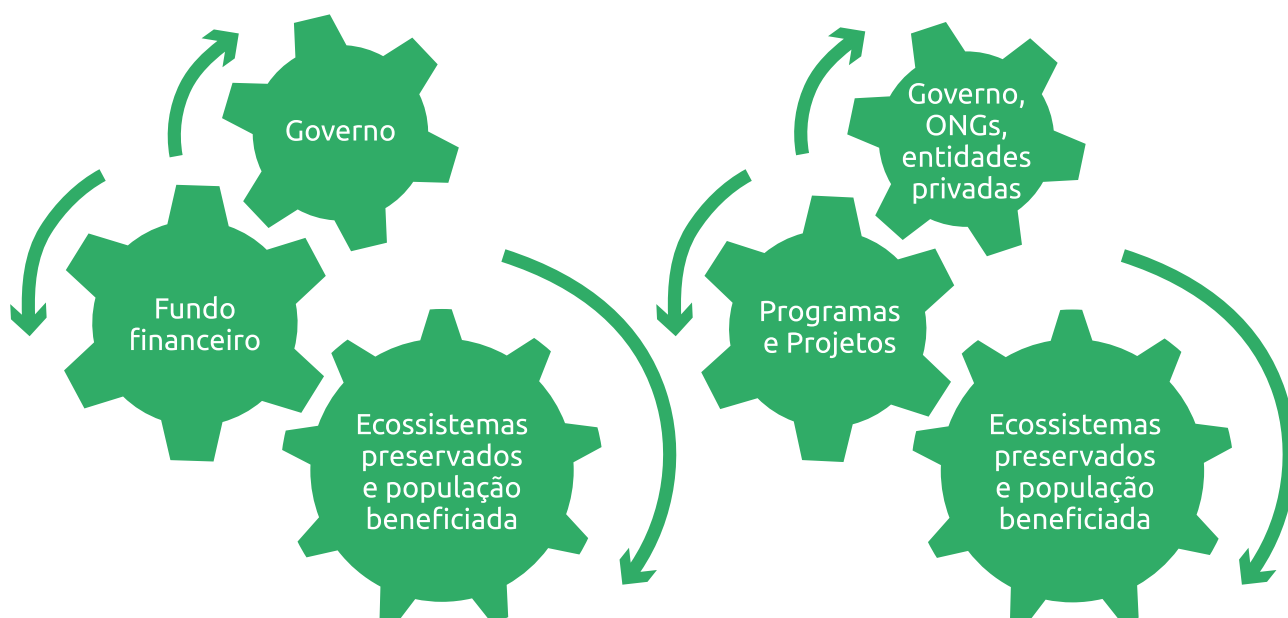 Governo
Fundo
financeiro
Ecossistemas
preservados
e população
beneficiada
Governo,
ONGs,
entidades
privadas
Programas
e Projetos
Ecossistemas
preservados
e população
beneficiada